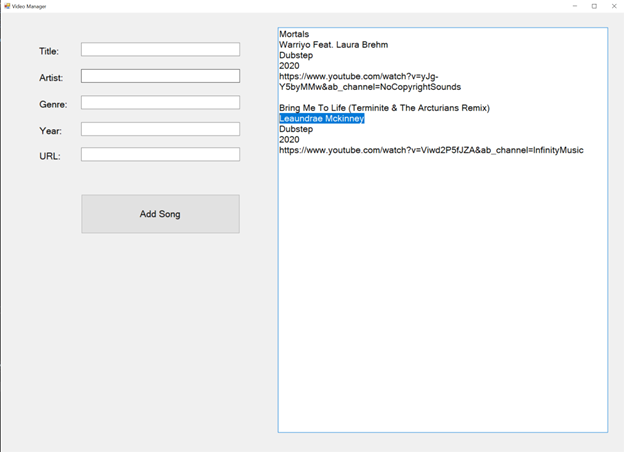 Video Manager
Title:
Artist:
Genre:
Year:
URL:
Add Song
Mortals
Warriyo Feat. Laura Brehm
Dubstep
2020
https://www.youtube.com/watch?v=yJg-
Y5byMMw&ab_channel=NoCopyrightSounds
Bring Me To Life (Terminite & The Arcturians Remix)
Leaundrae Mckinney
Dubstep
2020
https://www.youtube.com/watch?v=Viwd2P5fJZA&ab_channel=InfinityMusic